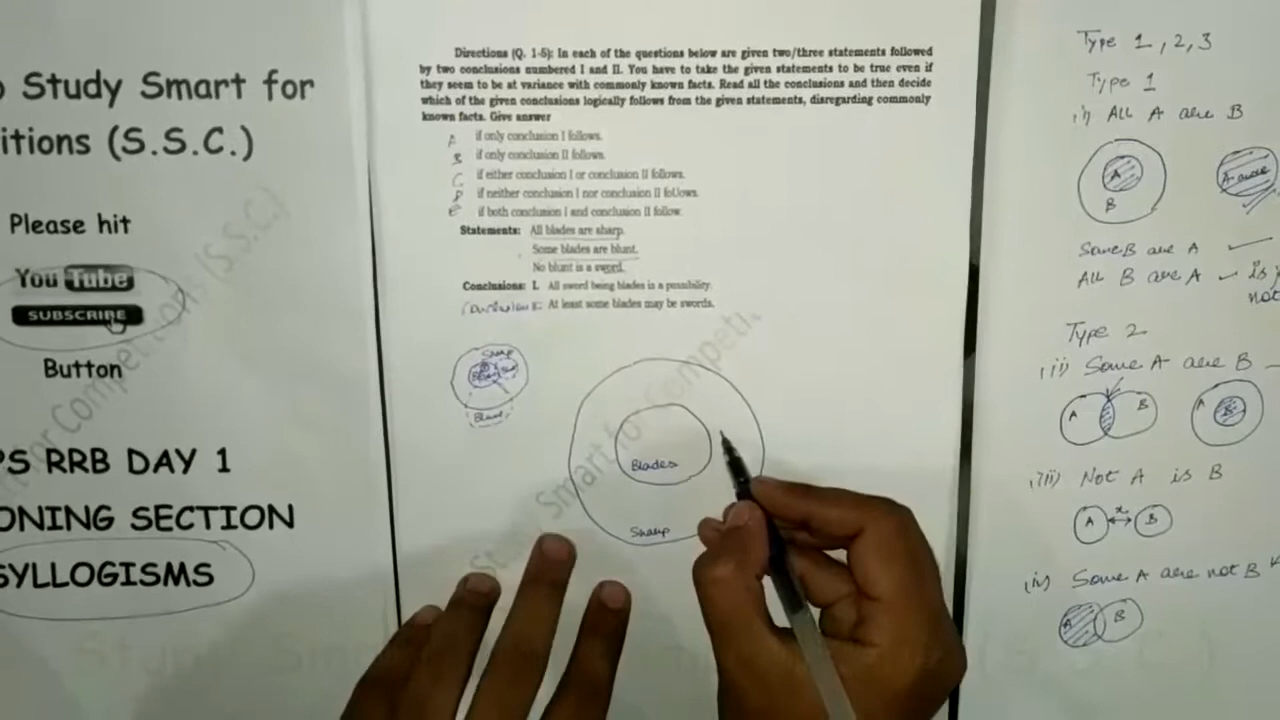 o Study Smart for
itions (S.S.C.)
Please hit
You Tube
SUBSCRIBE
Button
PS RRB DAY 1
ONING SECTION
SYLLOGISMS
Directions (Q. 1-5): In each of the questions below are given two/three statements followed
by two conclusions numbered I and II. You have to take the given statements to be true even if
they seem to be at variance with commonly known facts. Read all the conclusions and then decide
which of the given conclusions logically follows from the given statements, disregarding commonly
known facts. Give answer
A if only conclusion I follows.
B if only conclusion II follows.
C if either conclusion I or conclusion II follows.
D if neither conclusion I nor conclusion II follows.
e if both conclusion I and conclusion II follow.
Statements: All blades are sharp.
Some blades are blunt.
No blunt is a sword.
Conclusions: I. All sword being blades is a possibility.
At least some blades may be swords.
Sharp
Blunt
Blades
Sharp
Type 1, 2, 3
Type 1
i) All A are B
A
B
Some B are A
All B are A
Type 2
(ii) Some A are B
A B
A B
(iii) Not A is B
A B
(iv) Some A are not B
A B